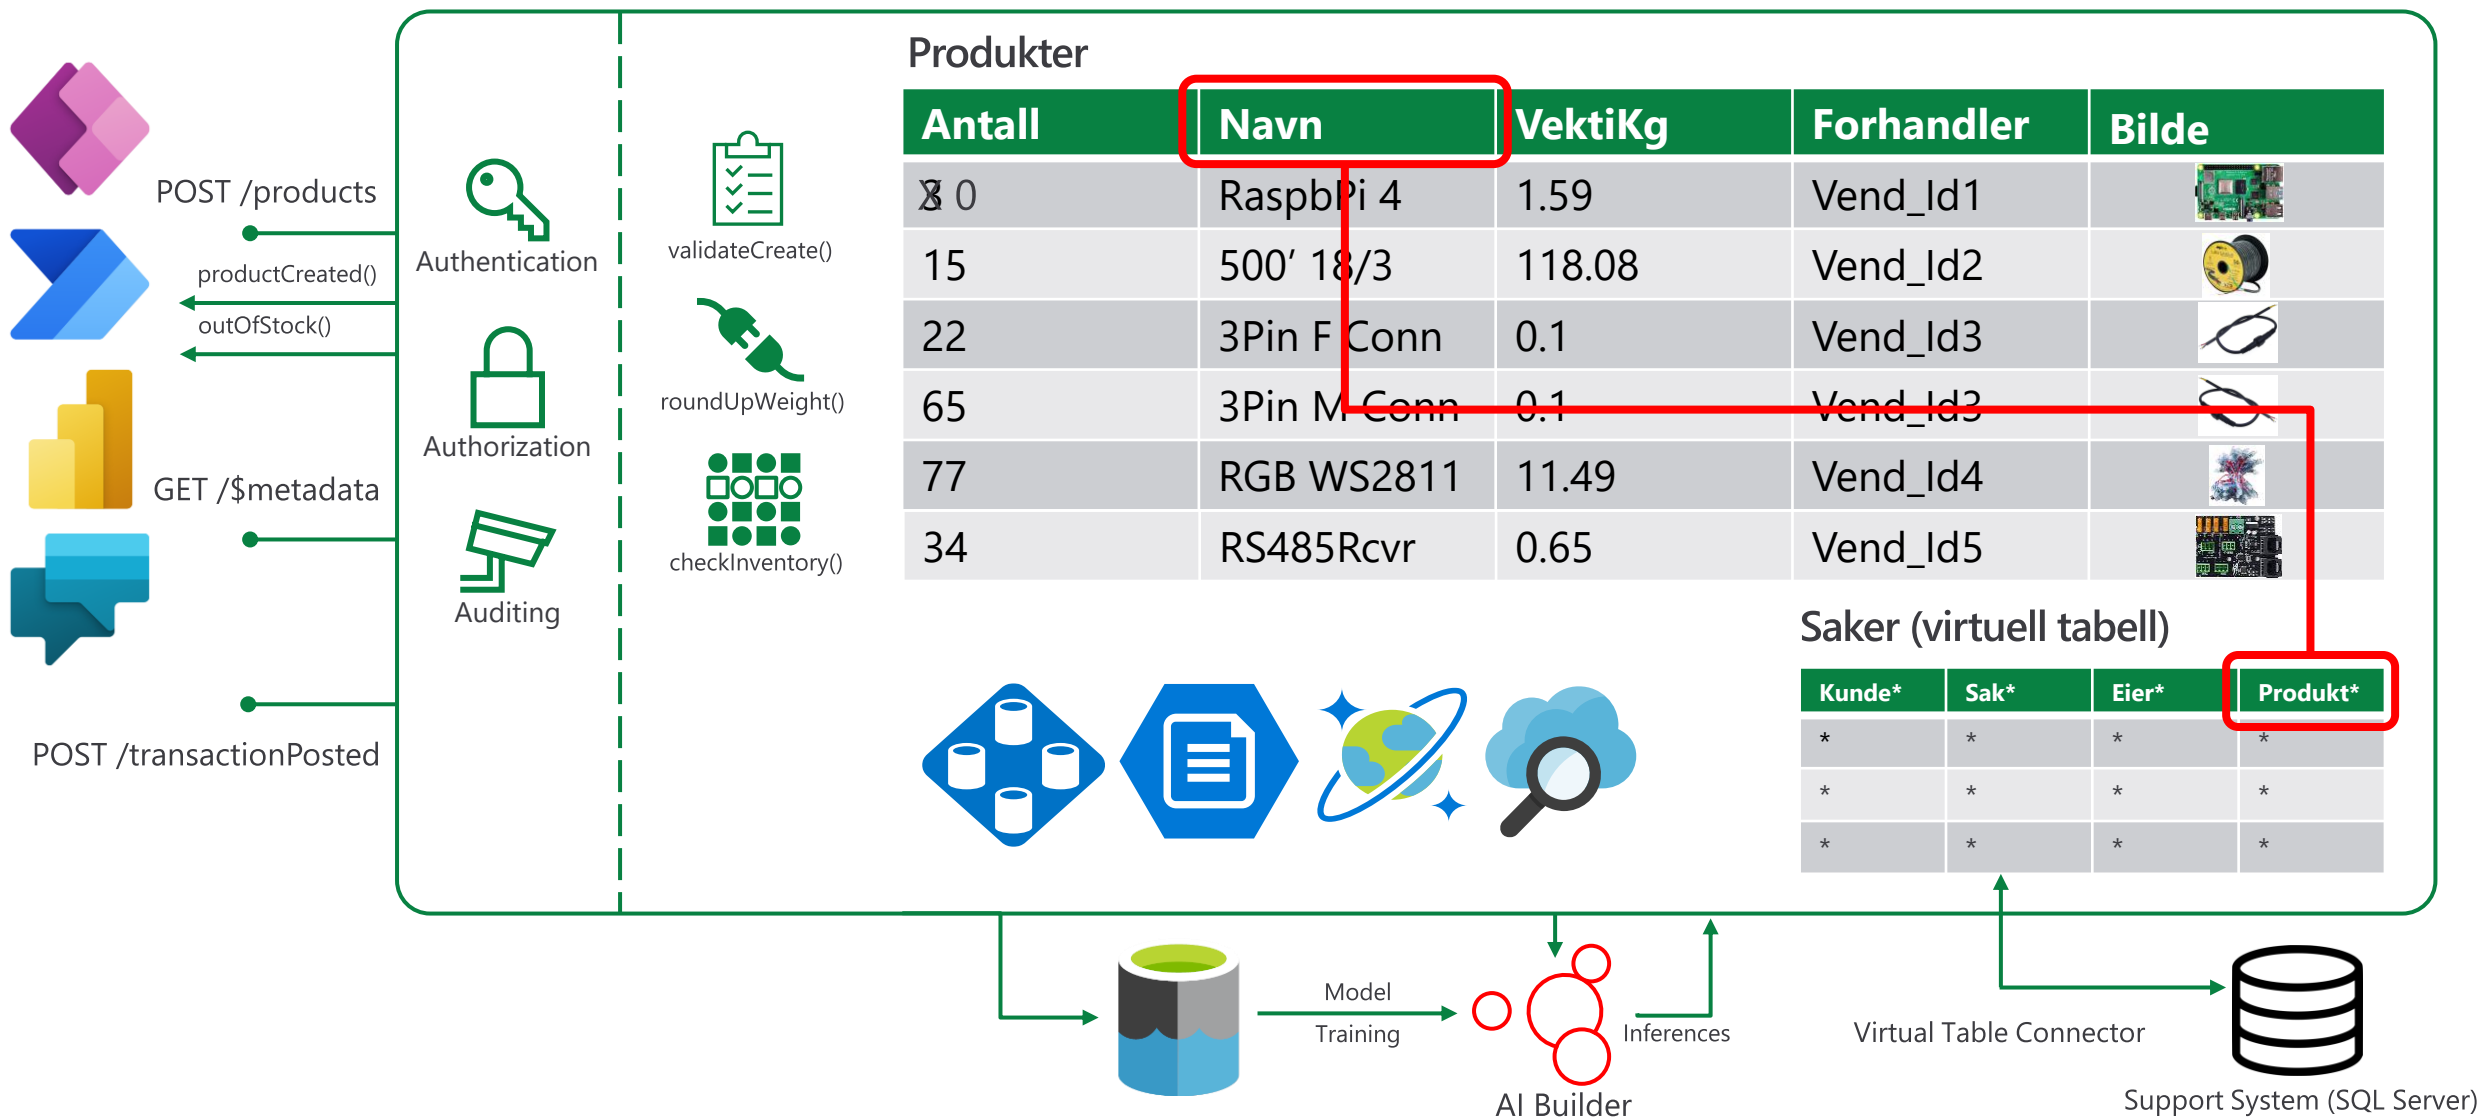 POST /products
productCreated()
outOfStock()
GET /$metadata
POST /transactionPosted
Authentication
Authorization
Auditing
validateCreate()
roundUpWeight()
checkInventory()
Produkter
Antall Navn VektiKg Forhandler Bilde
3 X 0 RaspbPi 4 1.59 Vend_Id1
15 500’ 18/3 118.08 Vend_Id2
22 3Pin F Conn 0.1 Vend_Id3
65 3Pin M Conn 0.1 Vend_Id3
77 RGB WS2811 11.49 Vend_Id4
34 RS485Rcvr 0.65 Vend_Id5
Saker (virtuell tabell)
Kunde* Sak* Eier* Produkt*
* * * *
* * * *
* * * *
Model
Training
Inferences
AI Builder
Virtual Table Connector
Support System (SQL Server)